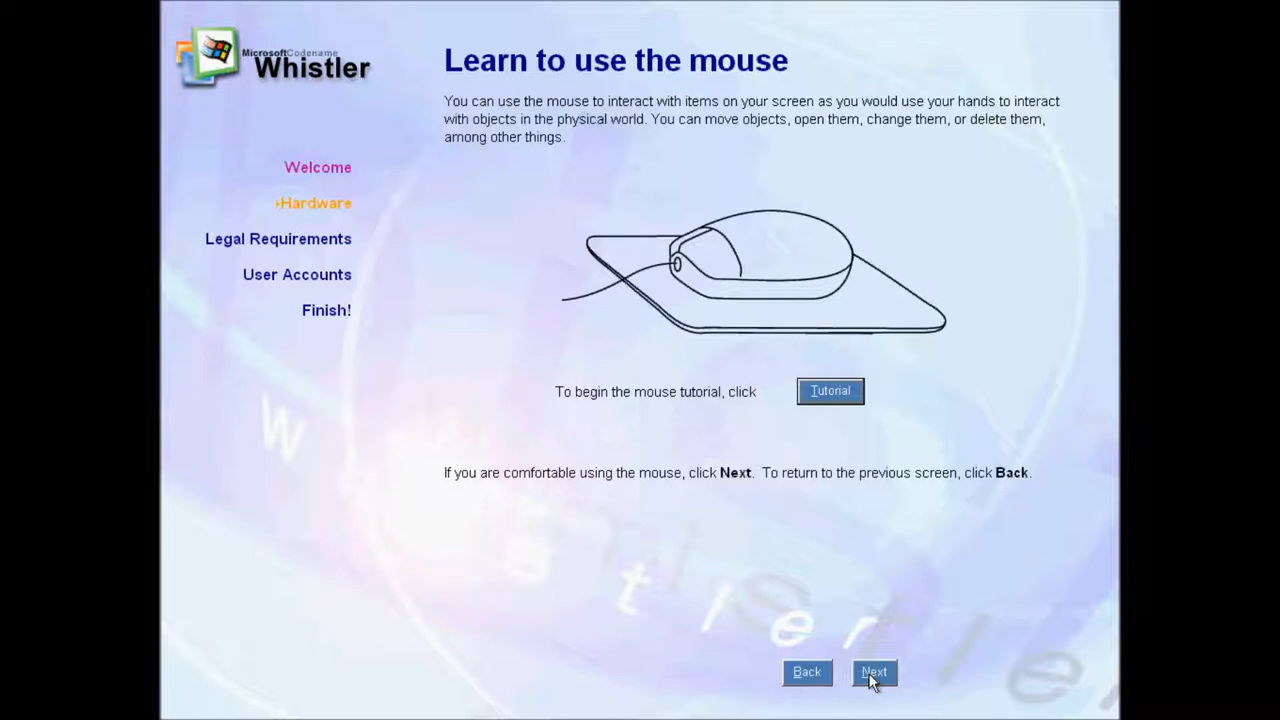 MicrosoftCodename
Whistler
Welcome
Hardware
Legal Requirements
User Accounts
Finish!
Learn to use the mouse
You can use the mouse to interact with items on your screen as you would use your hands to interact
with objects in the physical world. You can move objects, open them, change them, or delete them,
among other things.
To begin the mouse tutorial, click
Tutorial
If you are comfortable using the mouse, click Next. To return to the previous screen, click Back.
Back
Next